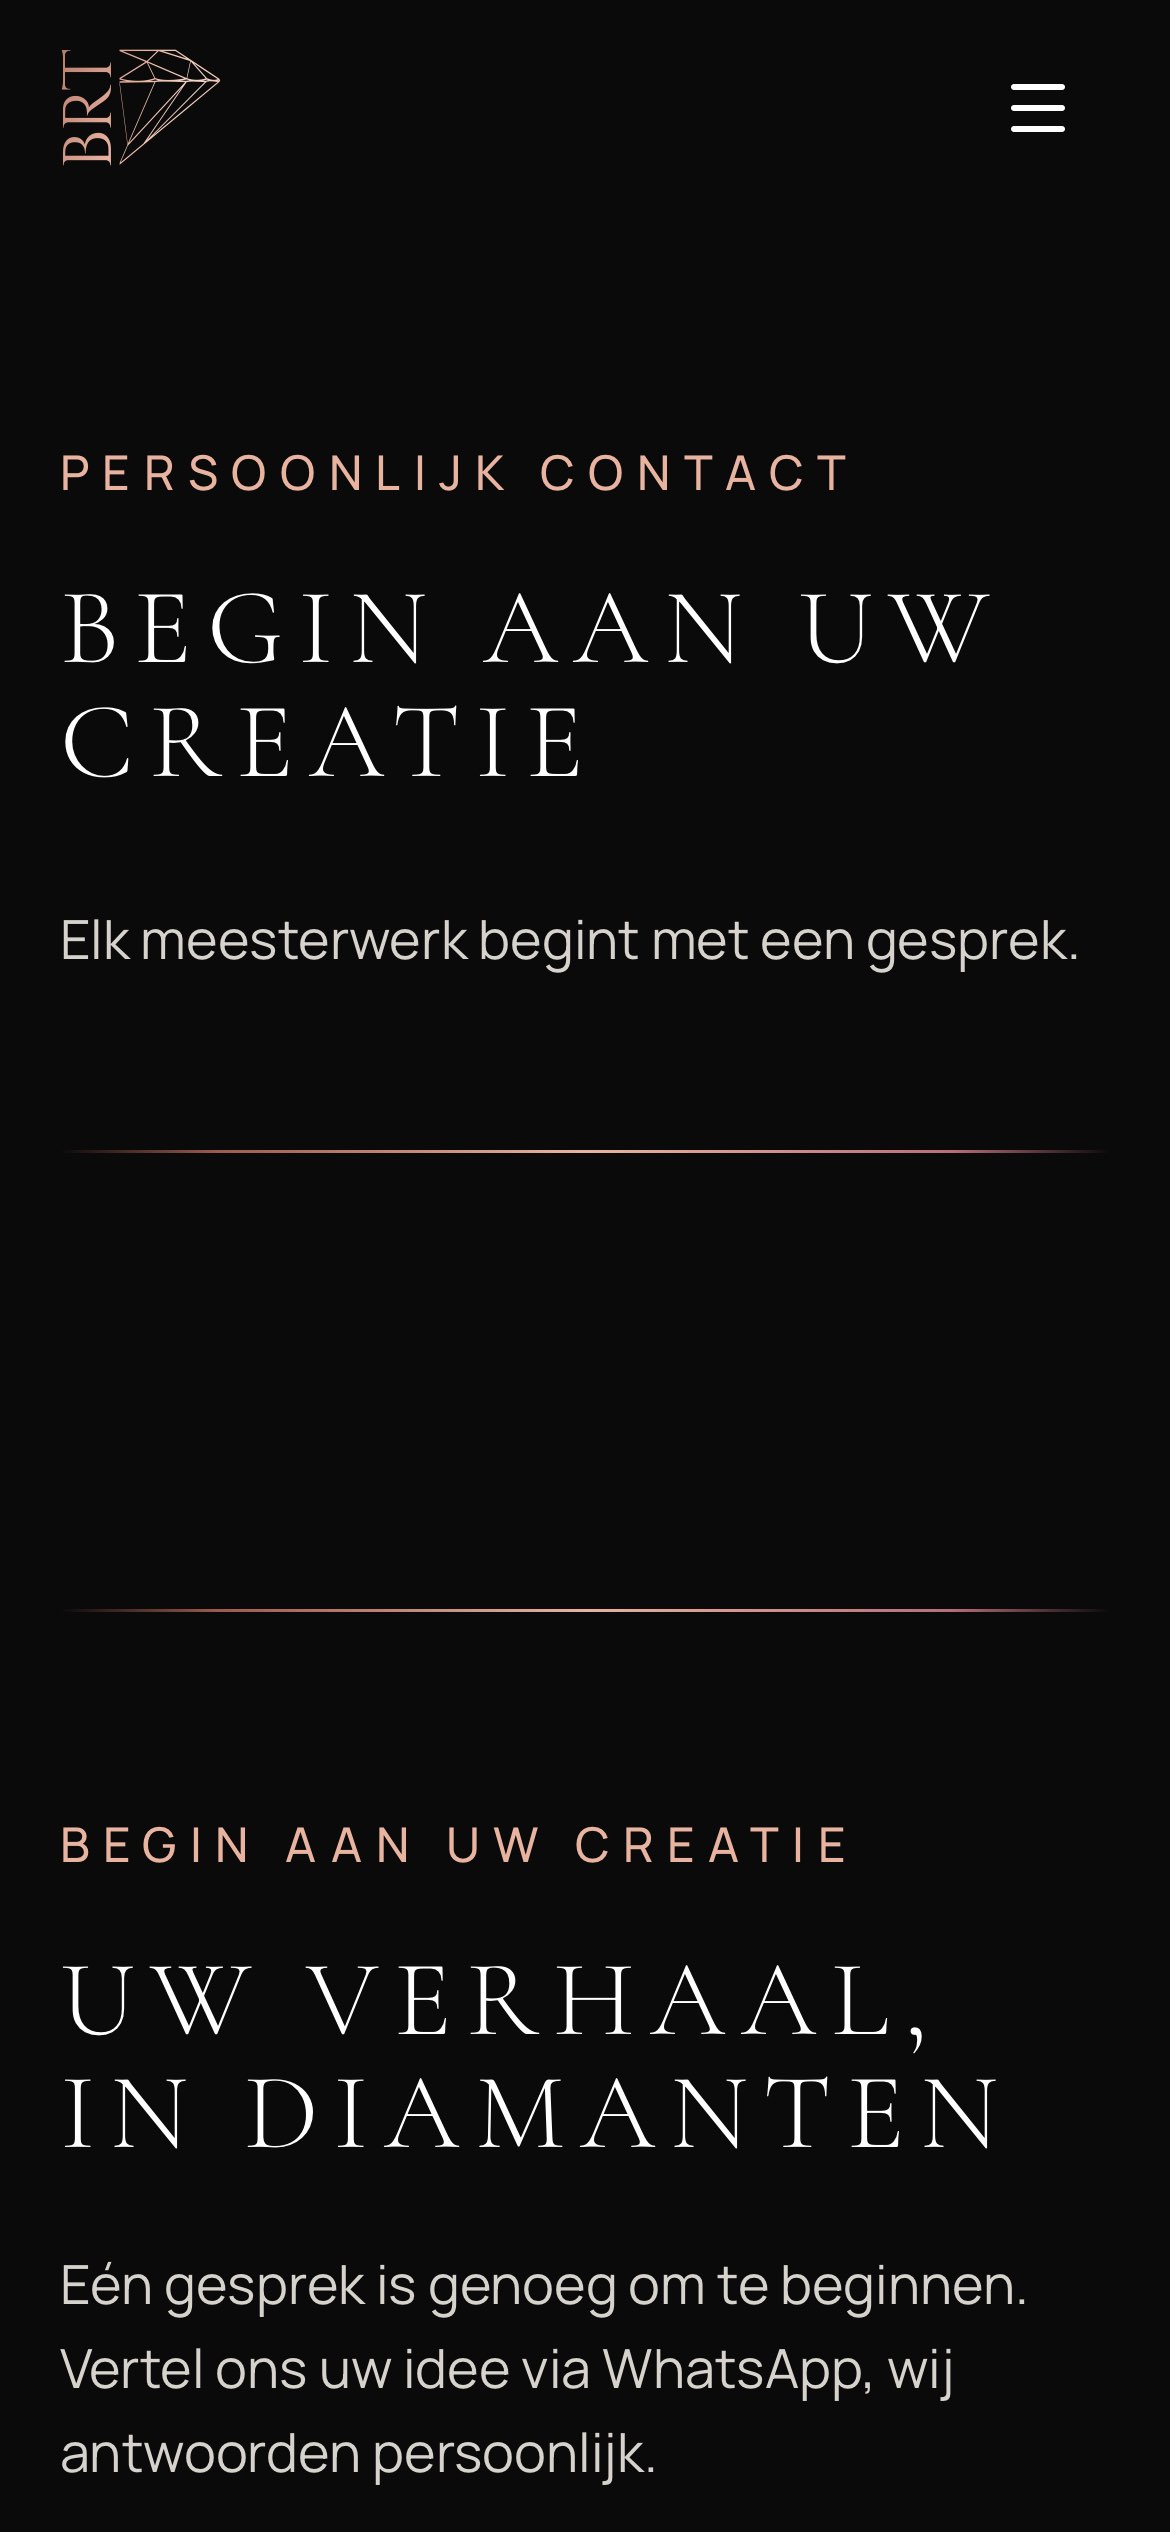 BRT
PERSOONLIJK CONTACT
BEGIN AAN UW
CREATIE
Elk meesterwerk begint met een gesprek.
BEGIN AAN UW CREATIE
UW VERHAAL,
IN DIAMANTEN
Eén gesprek is genoeg om te beginnen.
Vertel ons uw idee via WhatsApp, wij
antwoorden persoonlijk.